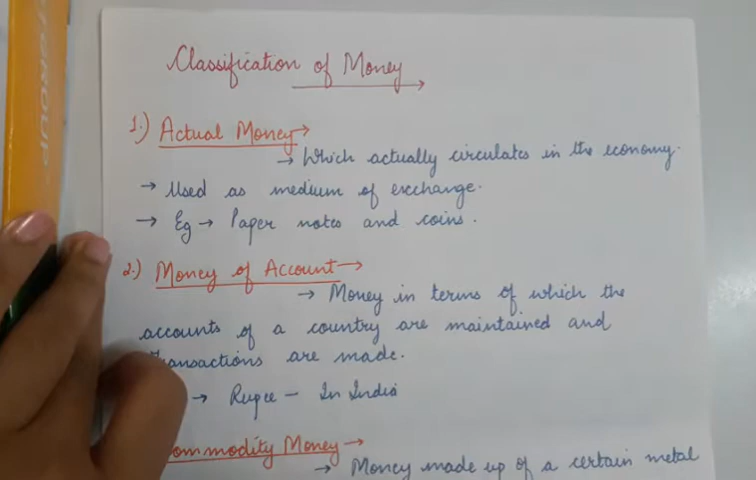 Classification of Money
1.) Actual Money →
→ Which actually circulates in the economy.
→ Used as medium of exchange.
→ Eg → Paper notes and coins.
2.) Money of Account →
→ Money in terms of which the
accounts of a country are maintained and
transactions are made.
→ Rupee - In India
ommodity Money →
→ Money made up of a certain metal
GROUP